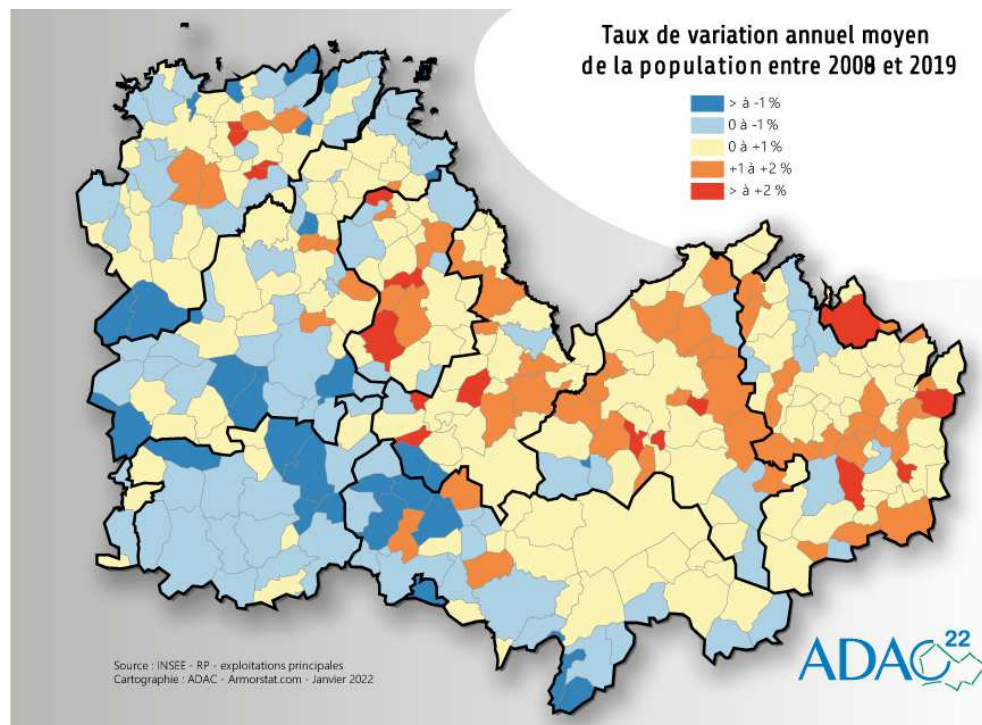 Taux de variation annuel moyen
de la population entre 2008 et 2019
> à -1 %
0 à -1 %
0 à +1 %
+1 à +2 %
> à +2 %
Source : INSEE - RP - exploitations principales
Cartographie : ADAC - Armorstat.com - Janvier 2022
ADAC 22